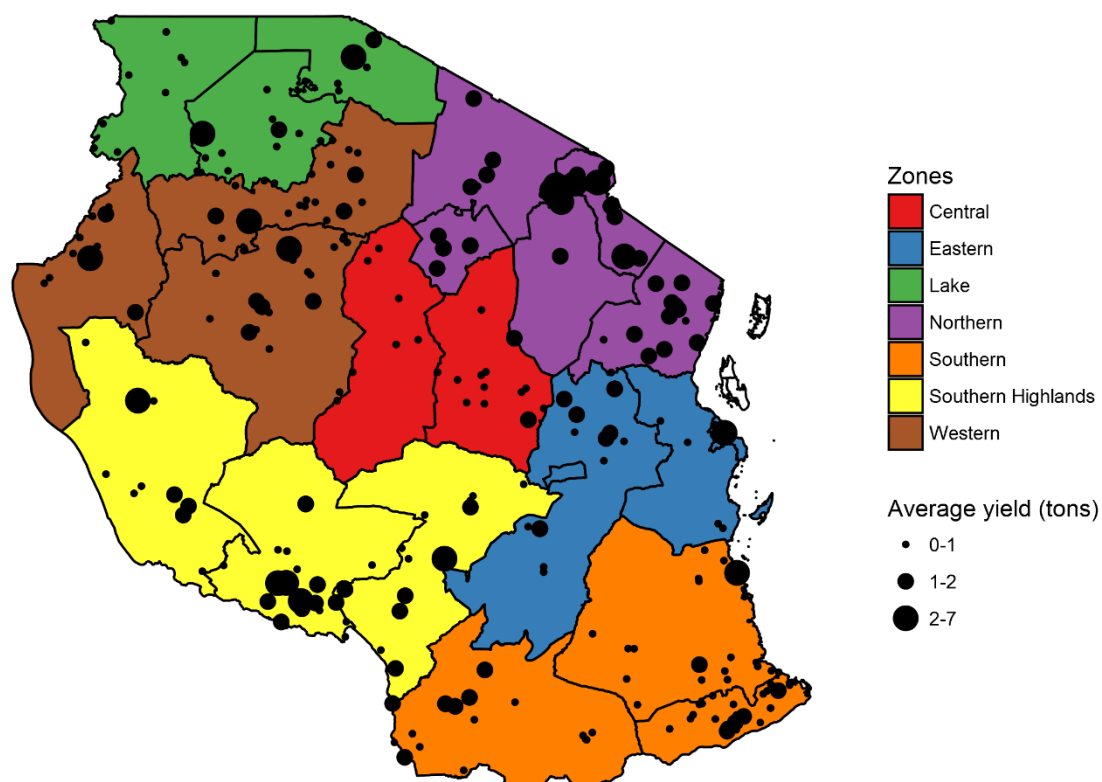 Zones
Central
Eastern
Lake
Northern
Southern
Southern Highlands
Western
Average yield (tons)
0-1
1-2
2-7